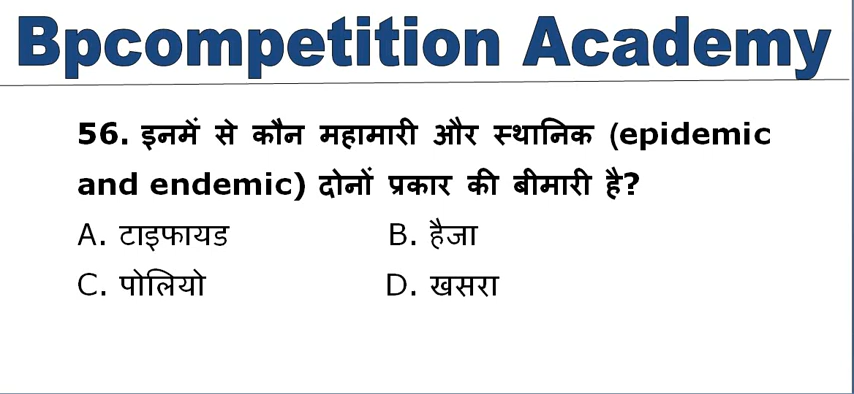 Bpcompetition Academy
56. इनमें से कौन महामारी और स्थानिक (epidemic
and endemic) दोनों प्रकार की बीमारी है?
A. टाइफायड B. हैजा
C. पोलियो D. खसरा